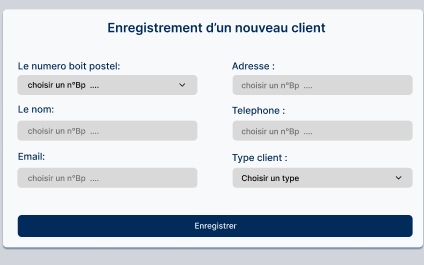 Enregistrement d'un nouveau client
Le numero boit postel:
Adresse :
choisir un n°Bp ....
choisir un n°Bp ....
Le nom:
Telephone :
choisir un n°Bp ....
choisir un n°Bp ....
Email:
Type client :
choisir un n°Bp ....
Choisir un type
Enregistrer